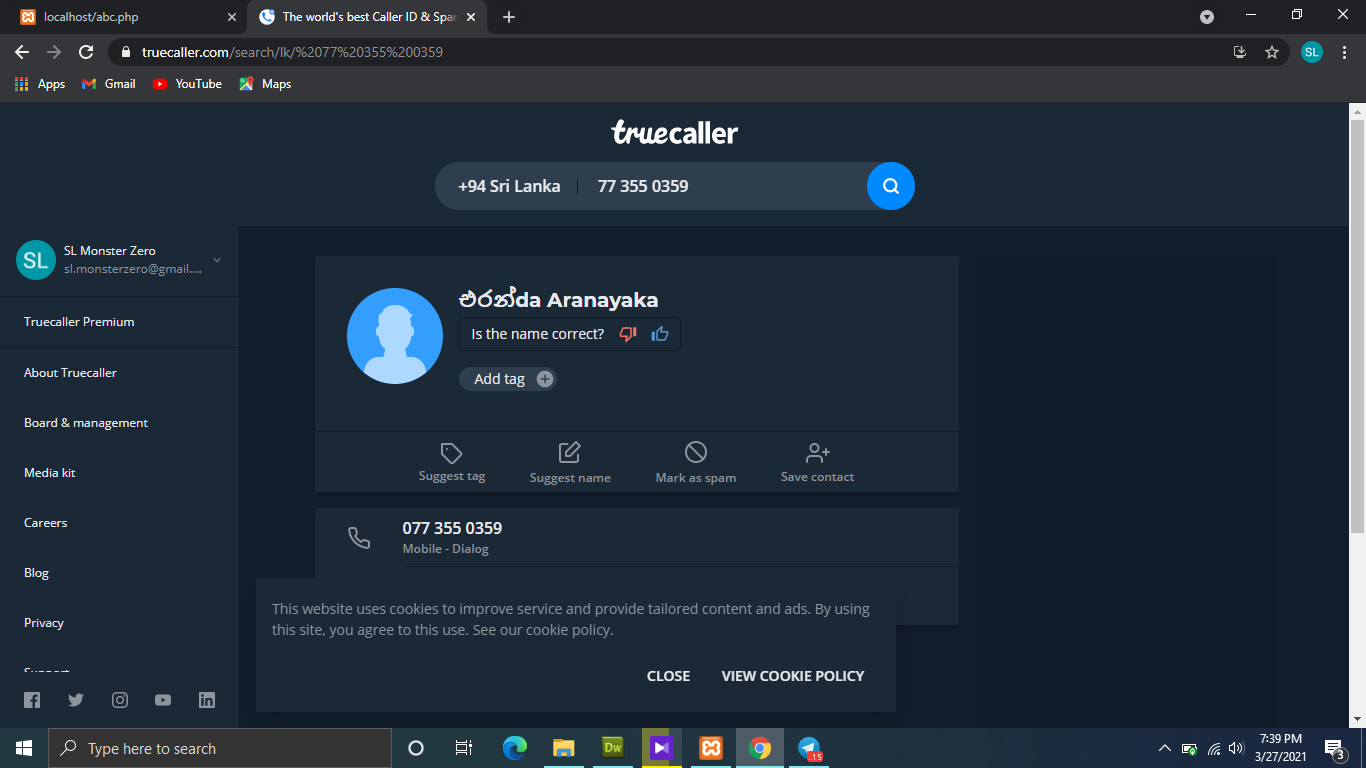 localhost/abc.php
The world's best Caller ID & Spam
truecaller.com/search/lk/%2077%20355%200359
SL
Apps
Gmail
YouTube
Maps
truecaller
+94 Sri Lanka
77 355 0359
SL
SL Monster Zero
sl.monsterzero@gmail....
Truecaller Premium
About Truecaller
Board & management
Media kit
Careers
Blog
Privacy
Support
එරන්da Aranayaka
Is the name correct?
Add tag
Suggest tag
Suggest name
Mark as spam
Save contact
077 355 0359
Mobile - Dialog
This website uses cookies to improve service and provide tailored content and ads. By using
this site, you agree to this use. See our cookie policy.
CLOSE
VIEW COOKIE POLICY
Type here to search
Dw
..15
7:39 PM
3/27/2021
3